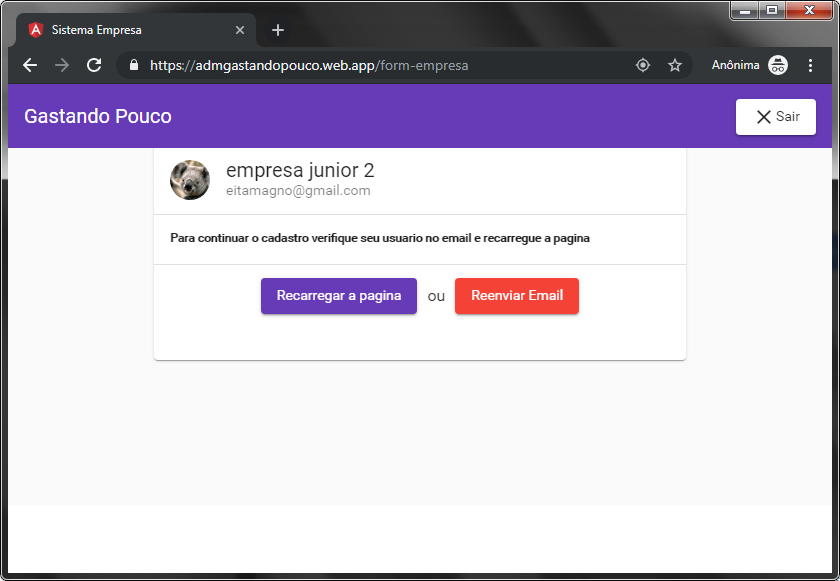 Sistema Empresa
https://admgastandopouco.web.app/form-empresa
Anônima
Gastando Pouco
Sair
empresa junior 2
eitamagno@gmail.com
Para continuar o cadastro verifique seu usuario no email e recarregue a pagina
Recarregar a pagina ou Reenviar Email